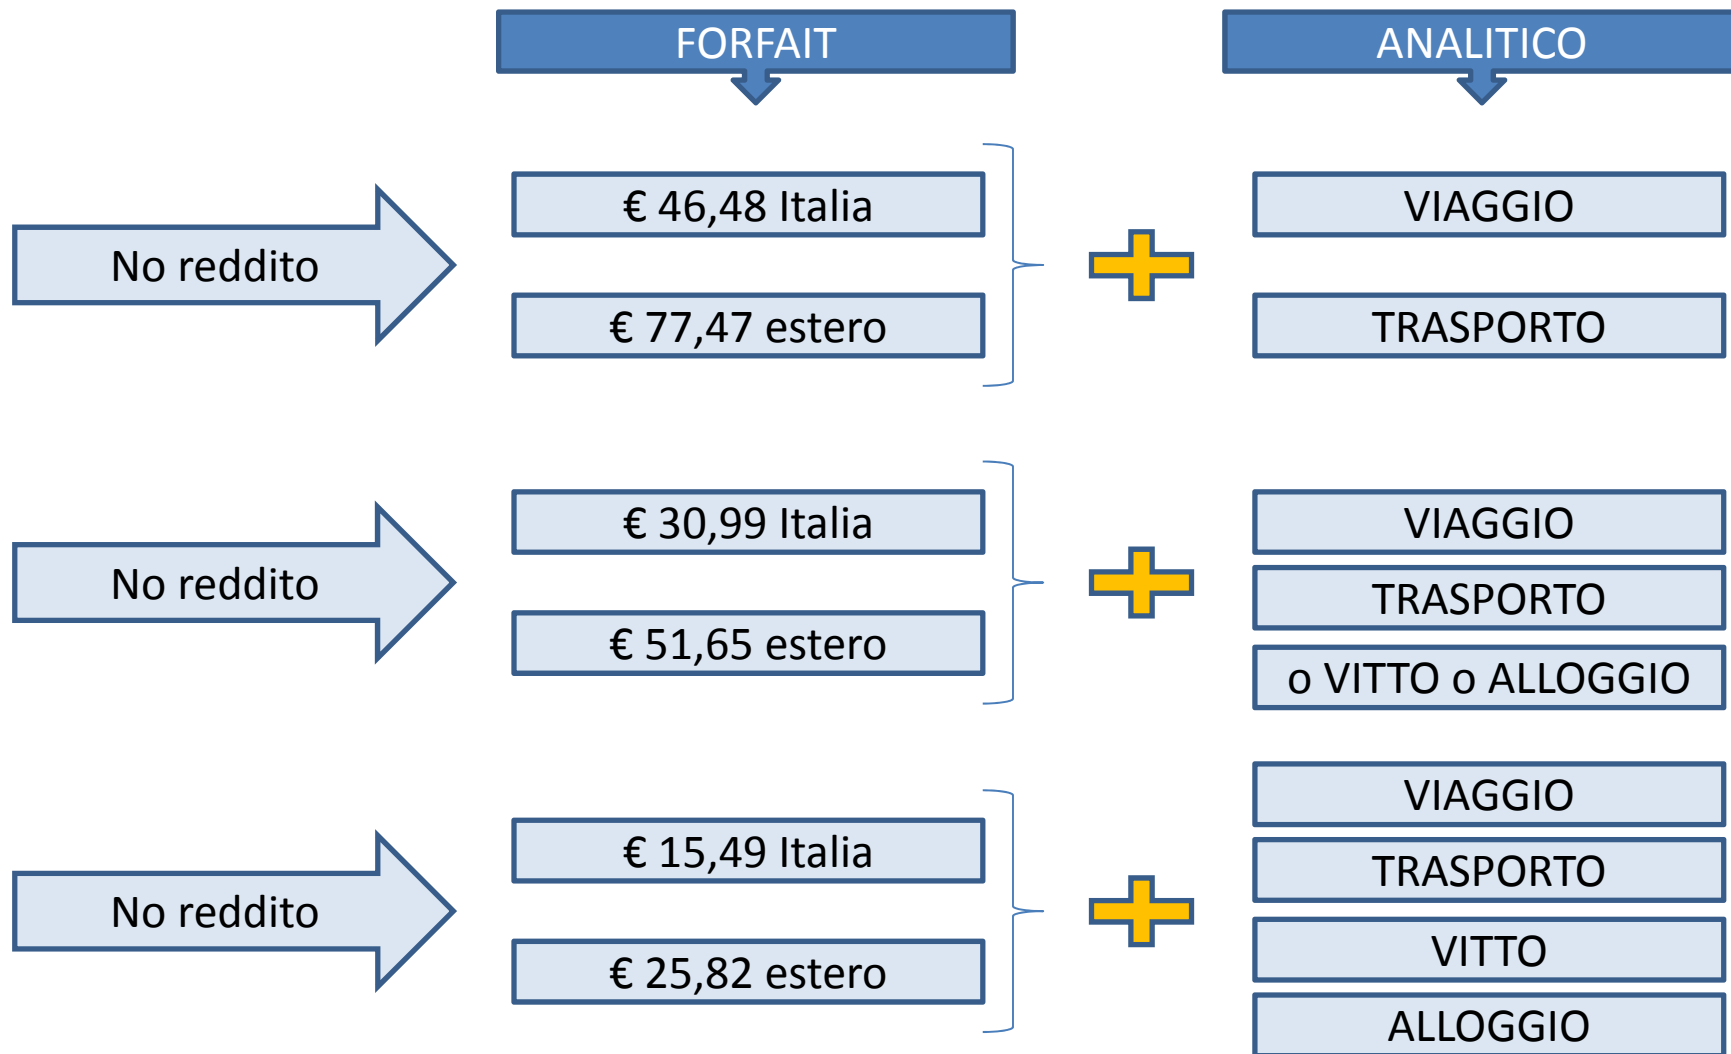 FORFAIT
ANALITICO
No reddito
€ 46,48 Italia
€ 77,47 estero
VIAGGIO
TRASPORTO
No reddito
€ 30,99 Italia
€ 51,65 estero
VIAGGIO
TRASPORTO
o VITTO o ALLOGGIO
No reddito
€ 15,49 Italia
€ 25,82 estero
VIAGGIO
TRASPORTO
VITTO
ALLOGGIO